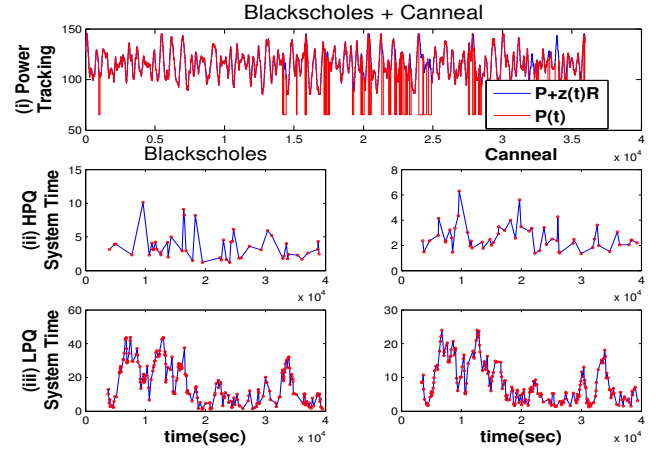 Blackscholes + Canneal
(i) Power Tracking
150
100
50
P+z(t)R
P(t)
0 0.5 1 1.5 2 2.5 3 3.5 4
x 10^4
Blackscholes
Canneal
(ii) HPQ System Time
15
10
5
0
0 1 2 3 4
x 10^4
8
6
4
2
0
0 1 2 3 4
x 10^4
(iii) LPQ System Time
60
40
20
0
0 1 2 3 4
x 10^4
time(sec)
30
20
10
0
0 1 2 3 4
x 10^4
time(sec)